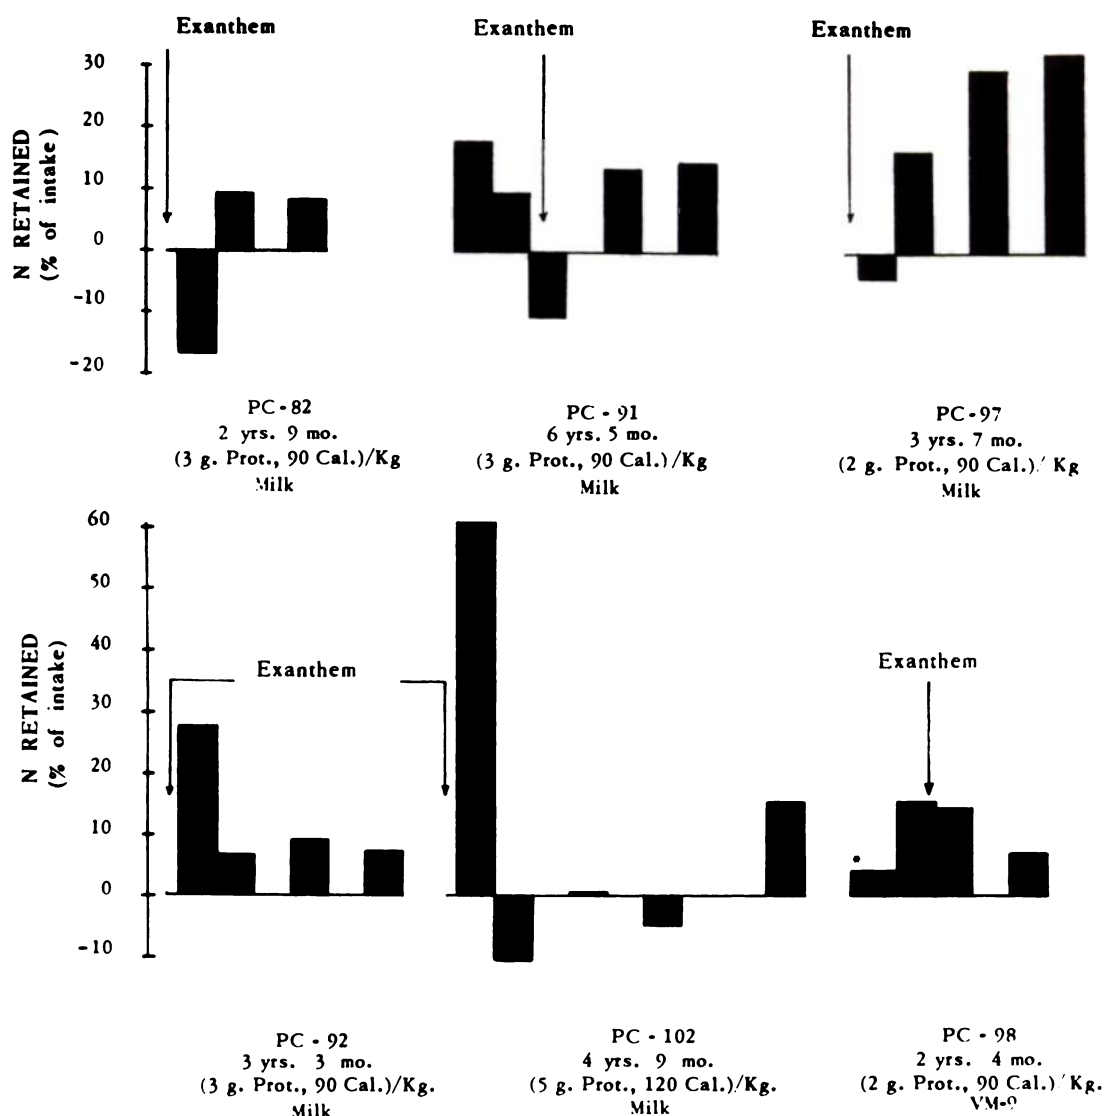 Exanthem
Exanthem
Exanthem
N RETAINED
(% of intake)
30
20
10
0
-10
-20
PC-82
2 yrs. 9 mo.
(3 g. Prot., 90 Cal.)/Kg
Milk
PC - 91
6 yrs. 5 mo.
(3 g. Prot., 90 Cal.)/Kg
Milk
PC-97
3 yrs. 7 mo.
(2 g. Prot., 90 Cal.)/ Kg
Milk
N RETAINED
(% of intake)
60
50
40
30
20
10
0
-10
Exanthem
Exanthem
PC - 92
3 yrs. 3 mo.
(3 g. Prot., 90 Cal.)/Kg.
Milk
PC - 102
4 yrs. 9 mo.
(5 g. Prot., 120 Cal.)/Kg.
Milk
PC - 98
2 yrs. 4 mo.
(2 g. Prot., 90 Cal.)/Kg.